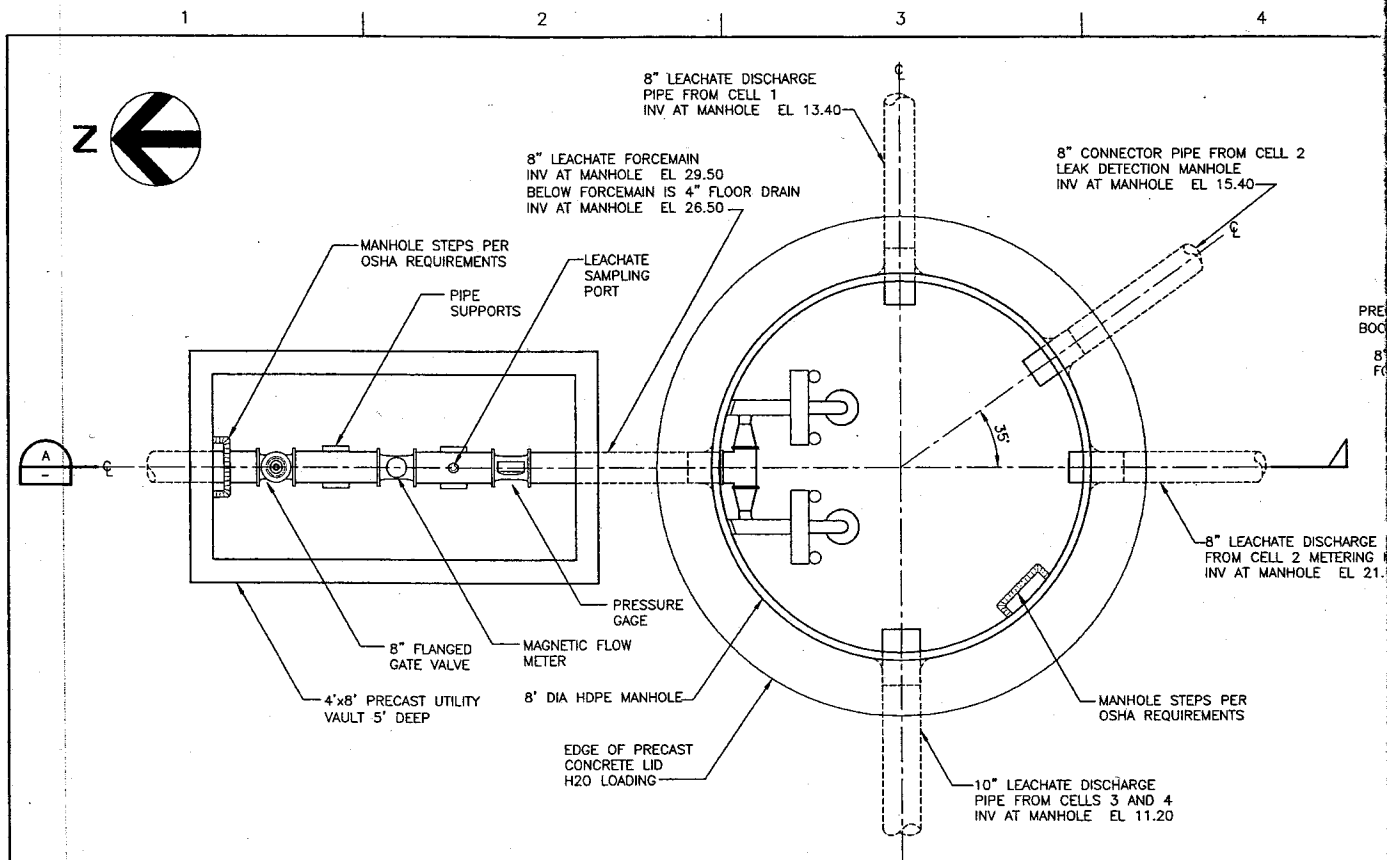 1
2
3
4
Z
8" LEACHATE DISCHARGE
PIPE FROM CELL 1
INV AT MANHOLE EL 13.40
8" LEACHATE FORCEMAIN
INV AT MANHOLE EL 29.50
BELOW FORCEMAIN IS 4" FLOOR DRAIN
INV AT MANHOLE EL 26.50
8" CONNECTOR PIPE FROM CELL 2
LEAK DETECTION MANHOLE
INV AT MANHOLE EL 15.40
MANHOLE STEPS PER
OSHA REQUIREMENTS
LEACHATE
SAMPLING
PORT
PIPE
SUPPORTS
PRE
BOO
8"
A
–
35°
8" LEACHATE DISCHARGE
FROM CELL 2 METERING
INV AT MANHOLE EL 21.
PRESSURE
GAGE
8" FLANGED
GATE VALVE
MAGNETIC FLOW
METER
4'x8' PRECAST UTILITY
VAULT 5' DEEP
8' DIA HDPE MANHOLE
MANHOLE STEPS PER
OSHA REQUIREMENTS
EDGE OF PRECAST
CONCRETE LID
H20 LOADING
10" LEACHATE DISCHARGE
PIPE FROM CELLS 3 AND 4
INV AT MANHOLE EL 11.20